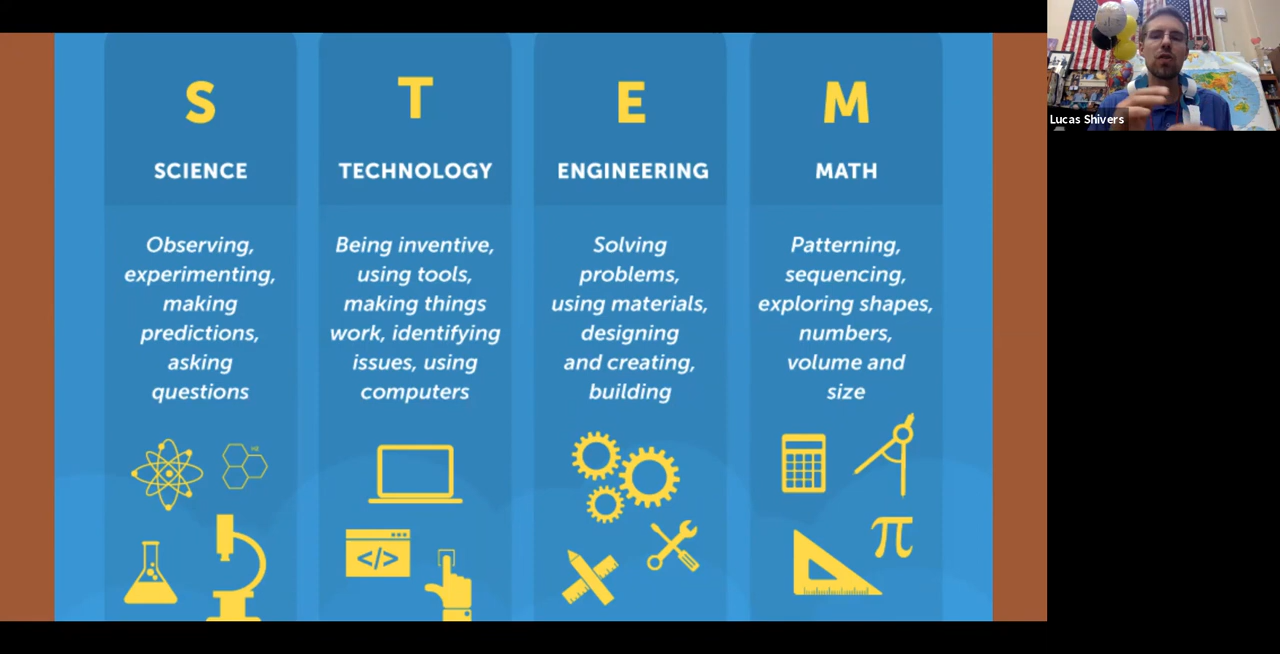 S
SCIENCE
Observing,
experimenting,
making
predictions,
asking
questions
T
TECHNOLOGY
Being inventive,
using tools,
making things
work, identifying
issues, using
computers
</>
E
ENGINEERING
Solving
problems,
using materials,
designing
and creating,
building
M
MATH
Patterning,
sequencing,
exploring shapes,
numbers,
volume and
size
π
Lucas Shivers